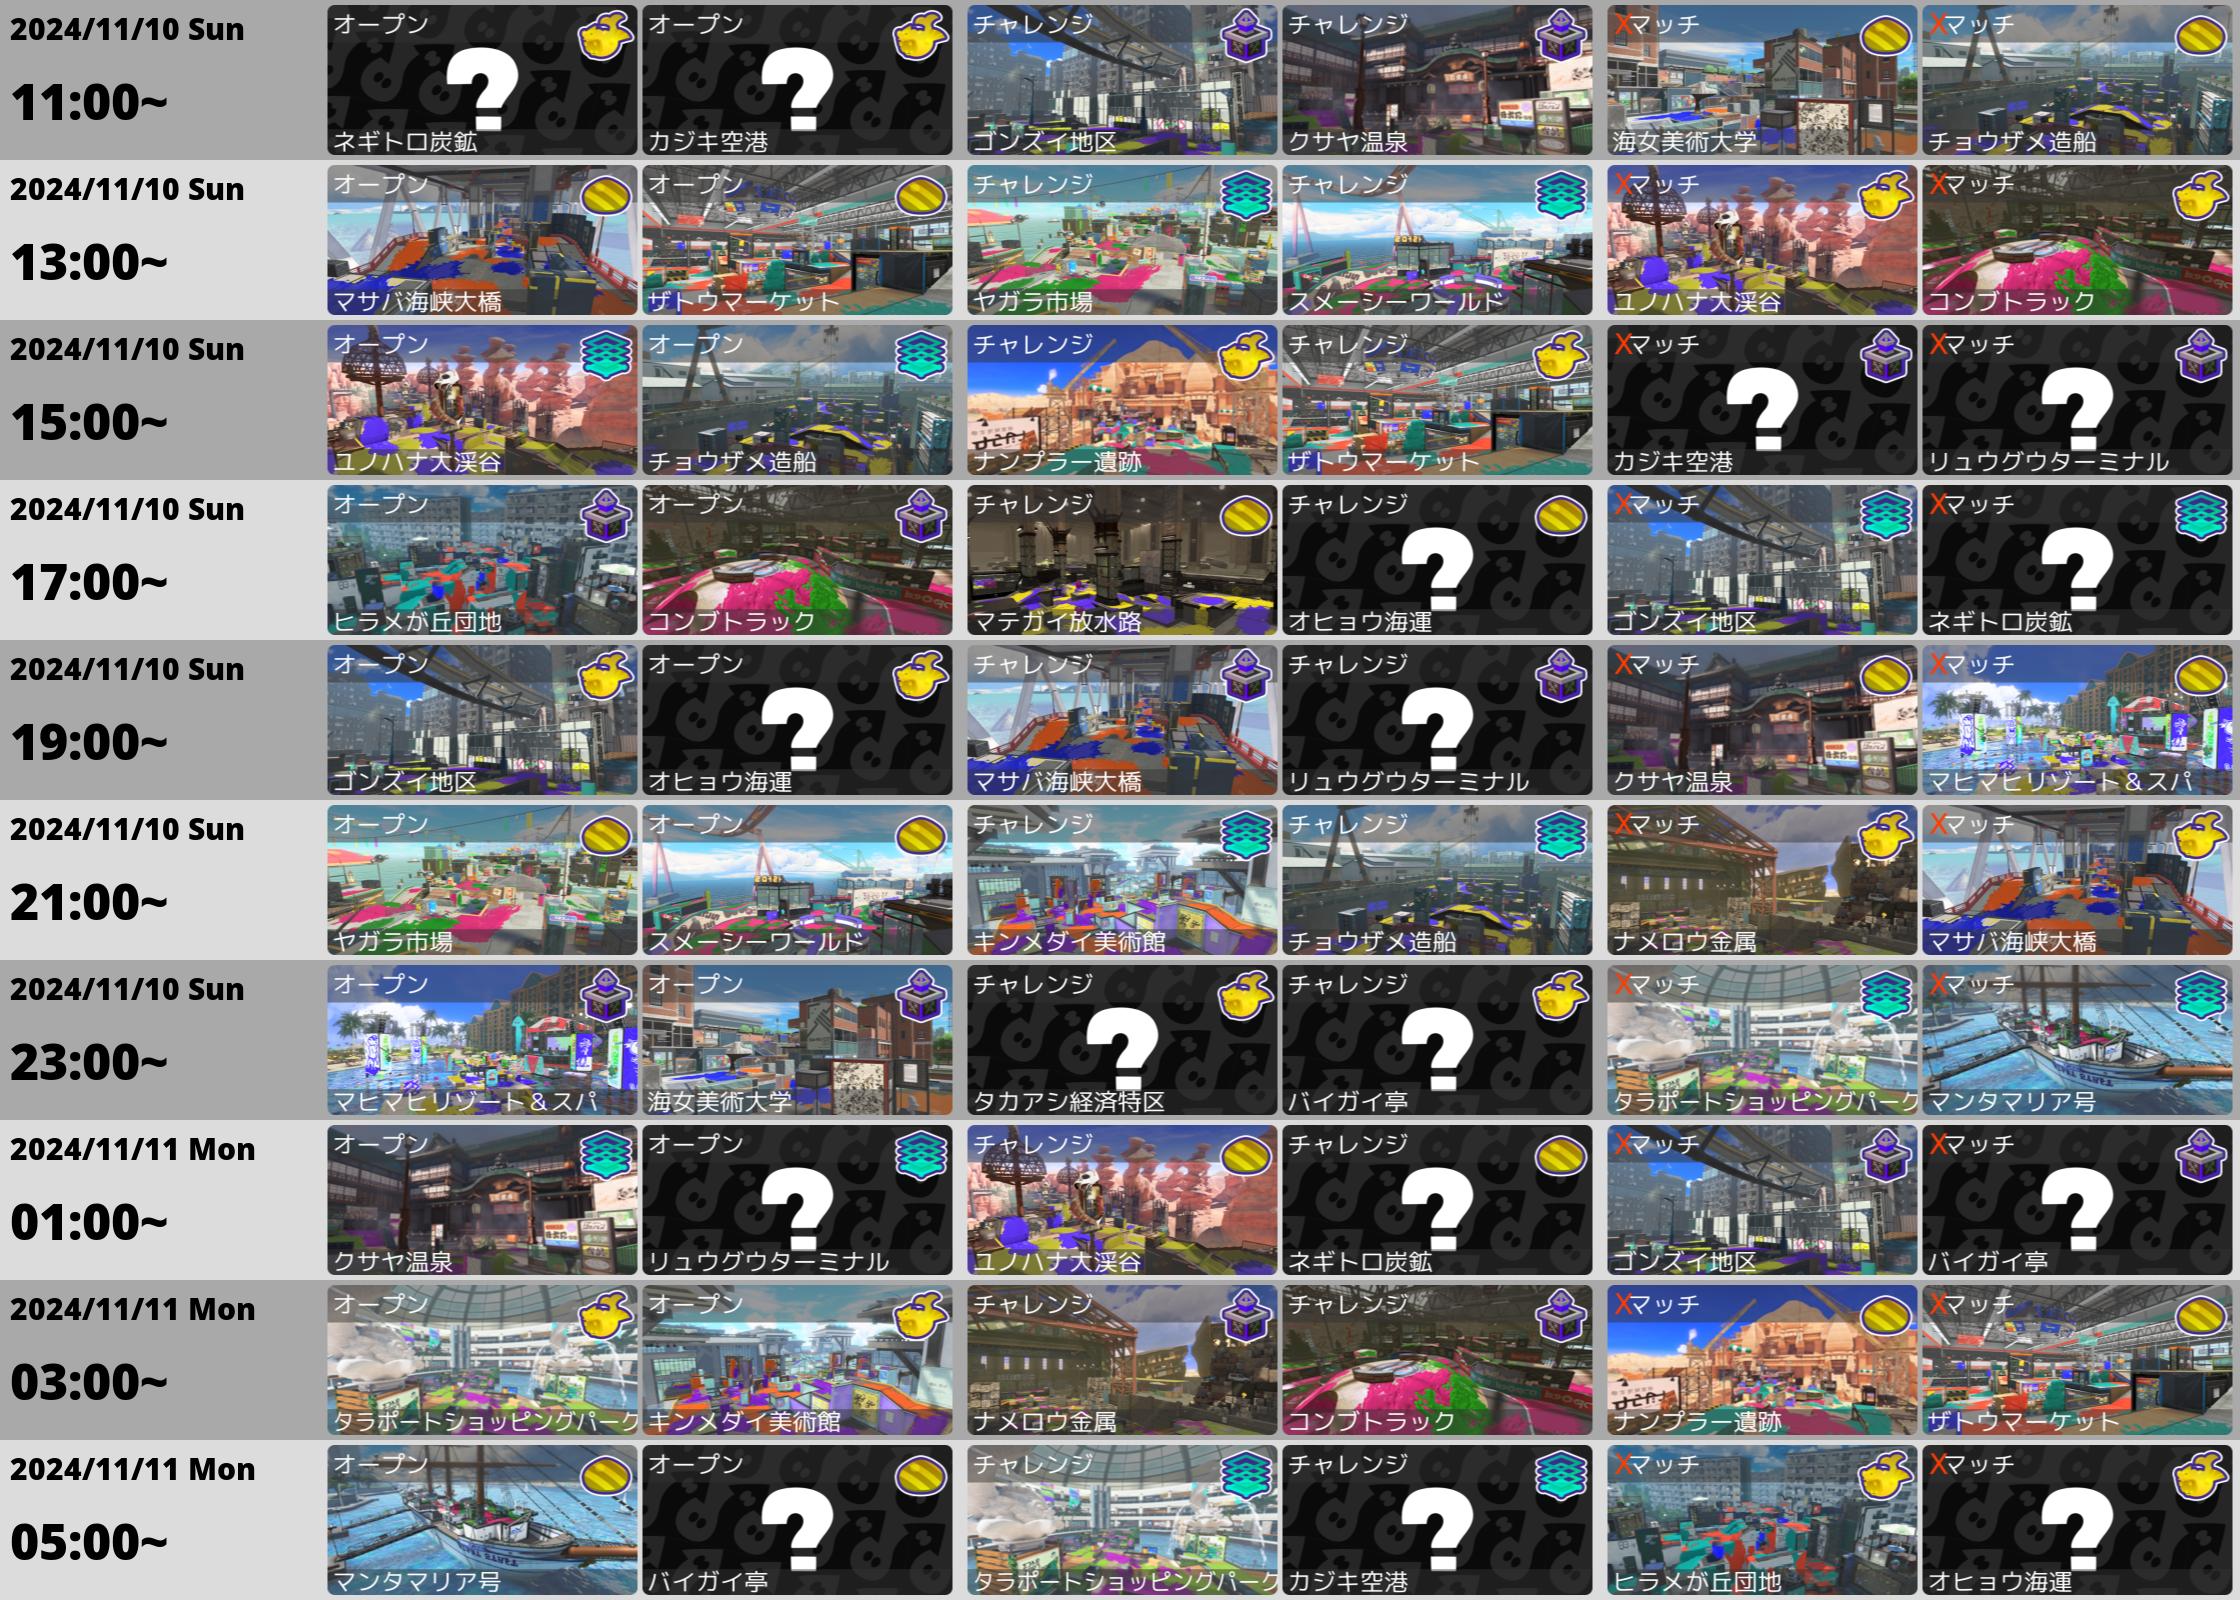 2024/11/10 Sun
11:00~
オープン
ネギトロ炭鉱
オープン
カジキ空港
チャレンジ
ゴンズイ地区
チャレンジ
クサヤ温泉
Xマッチ
海女美術大学
Xマッチ
チョウザメ造船
2024/11/10 Sun
13:00~
オープン
マサバ海峡大橋
オープン
ザトウマーケット
チャレンジ
ヤガラ市場
チャレンジ
スメーシーワールド
Xマッチ
ユノハナ大渓谷
Xマッチ
コンブトラック
2024/11/10 Sun
15:00~
オープン
ユノハナ大渓谷
オープン
チョウザメ造船
チャレンジ
ナンプラー遺跡
チャレンジ
ザトウマーケット
Xマッチ
カジキ空港
Xマッチ
リュウグウターミナル
2024/11/10 Sun
17:00~
オープン
ヒラメが丘団地
オープン
コンブトラック
チャレンジ
マテガイ放水路
チャレンジ
オヒョウ海運
Xマッチ
ゴンズイ地区
Xマッチ
ネギトロ炭鉱
2024/11/10 Sun
19:00~
オープン
ゴンズイ地区
オープン
オヒョウ海運
チャレンジ
マサバ海峡大橋
チャレンジ
リュウグウターミナル
Xマッチ
クサヤ温泉
Xマッチ
マヒマヒリゾート＆スパ
2024/11/10 Sun
21:00~
オープン
ヤガラ市場
オープン
スメーシーワールド
チャレンジ
キンメダイ美術館
チャレンジ
チョウザメ造船
Xマッチ
ナメロウ金属
Xマッチ
マサバ海峡大橋
2024/11/10 Sun
23:00~
オープン
マヒマヒリゾート＆スパ
オープン
海女美術大学
チャレンジ
タカアシ経済特区
チャレンジ
バイガイ亭
Xマッチ
タラポートショッピングパーク
Xマッチ
マンタマリア号
2024/11/11 Mon
01:00~
オープン
クサヤ温泉
オープン
リュウグウターミナル
チャレンジ
ユノハナ大渓谷
チャレンジ
ネギトロ炭鉱
Xマッチ
ゴンズイ地区
Xマッチ
バイガイ亭
2024/11/11 Mon
03:00~
オープン
タラポートショッピングパーク
オープン
キンメダイ美術館
チャレンジ
ナメロウ金属
チャレンジ
コンブトラック
Xマッチ
ナンプラー遺跡
Xマッチ
ザトウマーケット
2024/11/11 Mon
05:00~
オープン
マンタマリア号
オープン
バイガイ亭
チャレンジ
タラポートショッピングパーク
チャレンジ
カジキ空港
Xマッチ
ヒラメが丘団地
Xマッチ
オヒョウ海運